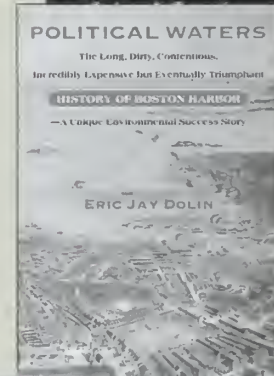 POLITICAL WATERS
The Long, Dirty, Contentious,
Incredibly Expensive but Eventually Triumphant
HISTORY OF BOSTON HARBOR
—A Unique Environmental Success Story
ERIC JAY DOLIN